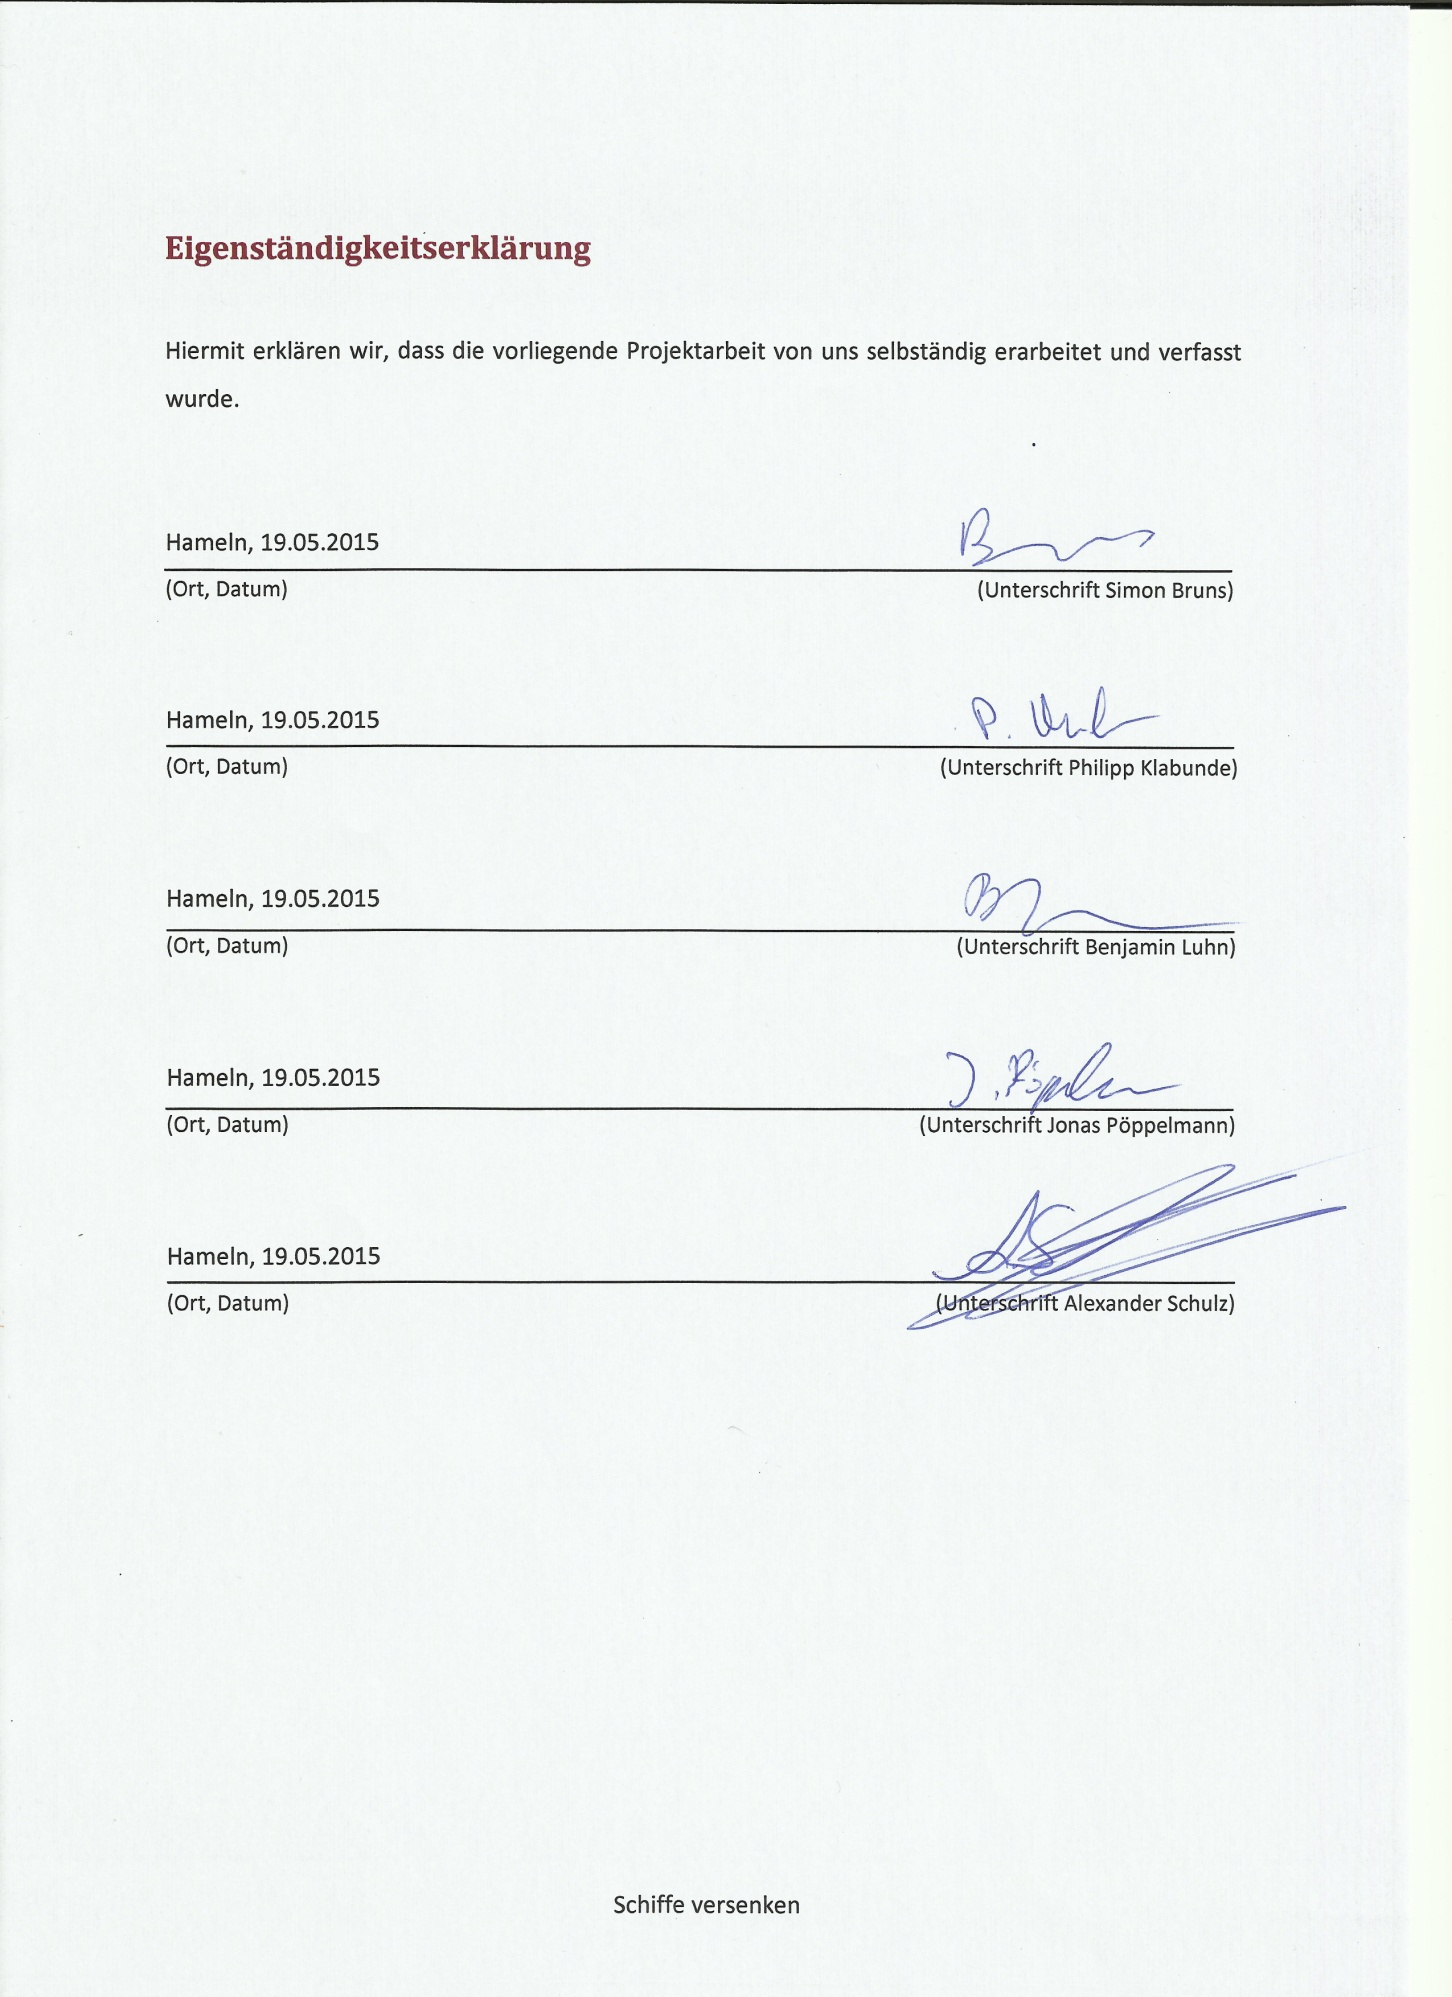 Eigenständigkeitserklärung
Hiermit erklären wir, dass die vorliegende Projektarbeit von uns selbständig erarbeitet und verfasst
wurde.
Hameln, 19.05.2015
(Ort, Datum) (Unterschrift Simon Bruns)
Hameln, 19.05.2015 P.
(Ort, Datum) (Unterschrift Philipp Klabunde)
Hameln, 19.05.2015
(Ort, Datum) (Unterschrift Benjamin Luhn)
Hameln, 19.05.2015 J.
(Ort, Datum) (Unterschrift Jonas Pöppelmann)
Hameln, 19.05.2015
(Ort, Datum) (Unterschrift Alexander Schulz)
Schiffe versenken